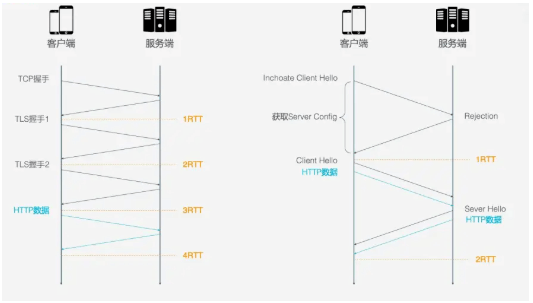 客户端
服务端
TCP握手
TLS握手1
1RTT
TLS握手2
2RTT
HTTP数据
3RTT
4RTT
客户端
服务端
Inchoate Client Hello
获取Server Config
Rejection
1RTT
Client Hello
HTTP数据
Sever Hello
HTTP数据
2RTT